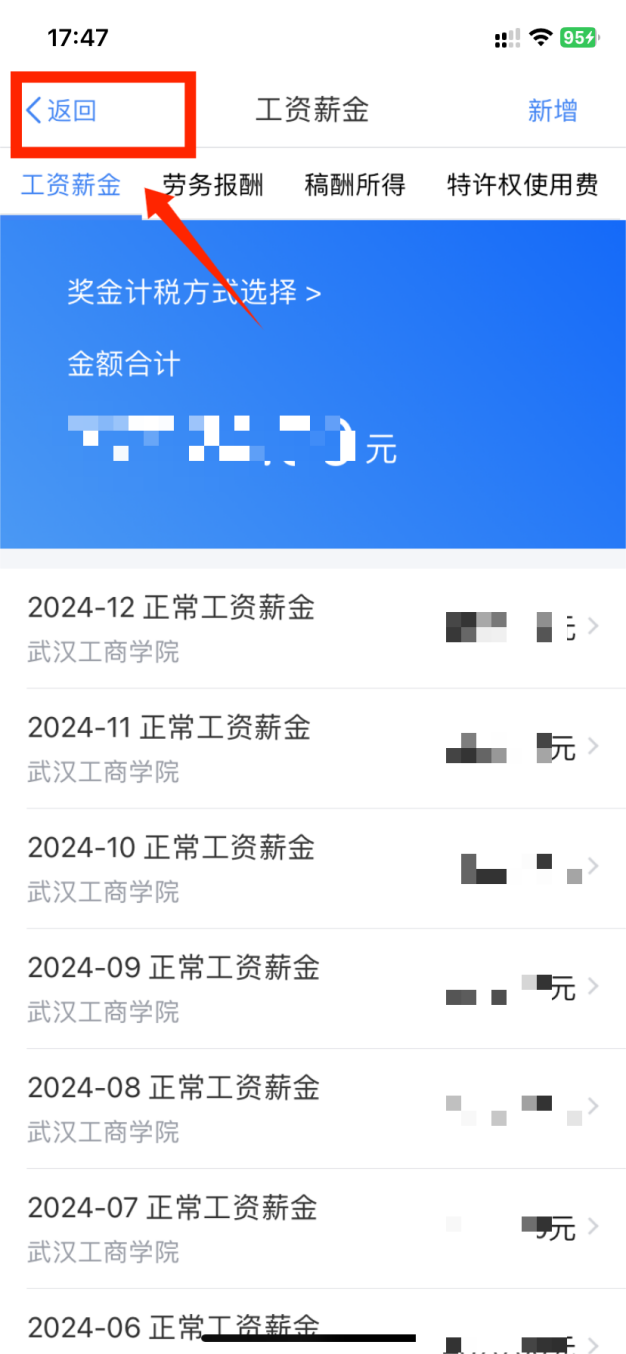 17:47
95
返回 工资薪金 新增
工资薪金 劳务报酬 稿酬所得 特许权使用费
奖金计税方式选择 >
金额合计
元
2024-12 正常工资薪金
武汉工商学院
2024-11 正常工资薪金
元
武汉工商学院
2024-10 正常工资薪金
武汉工商学院
2024-09 正常工资薪金
元
武汉工商学院
2024-08 正常工资薪金
武汉工商学院
2024-07 正常工资薪金
元
武汉工商学院
2024-06 正常工资薪金